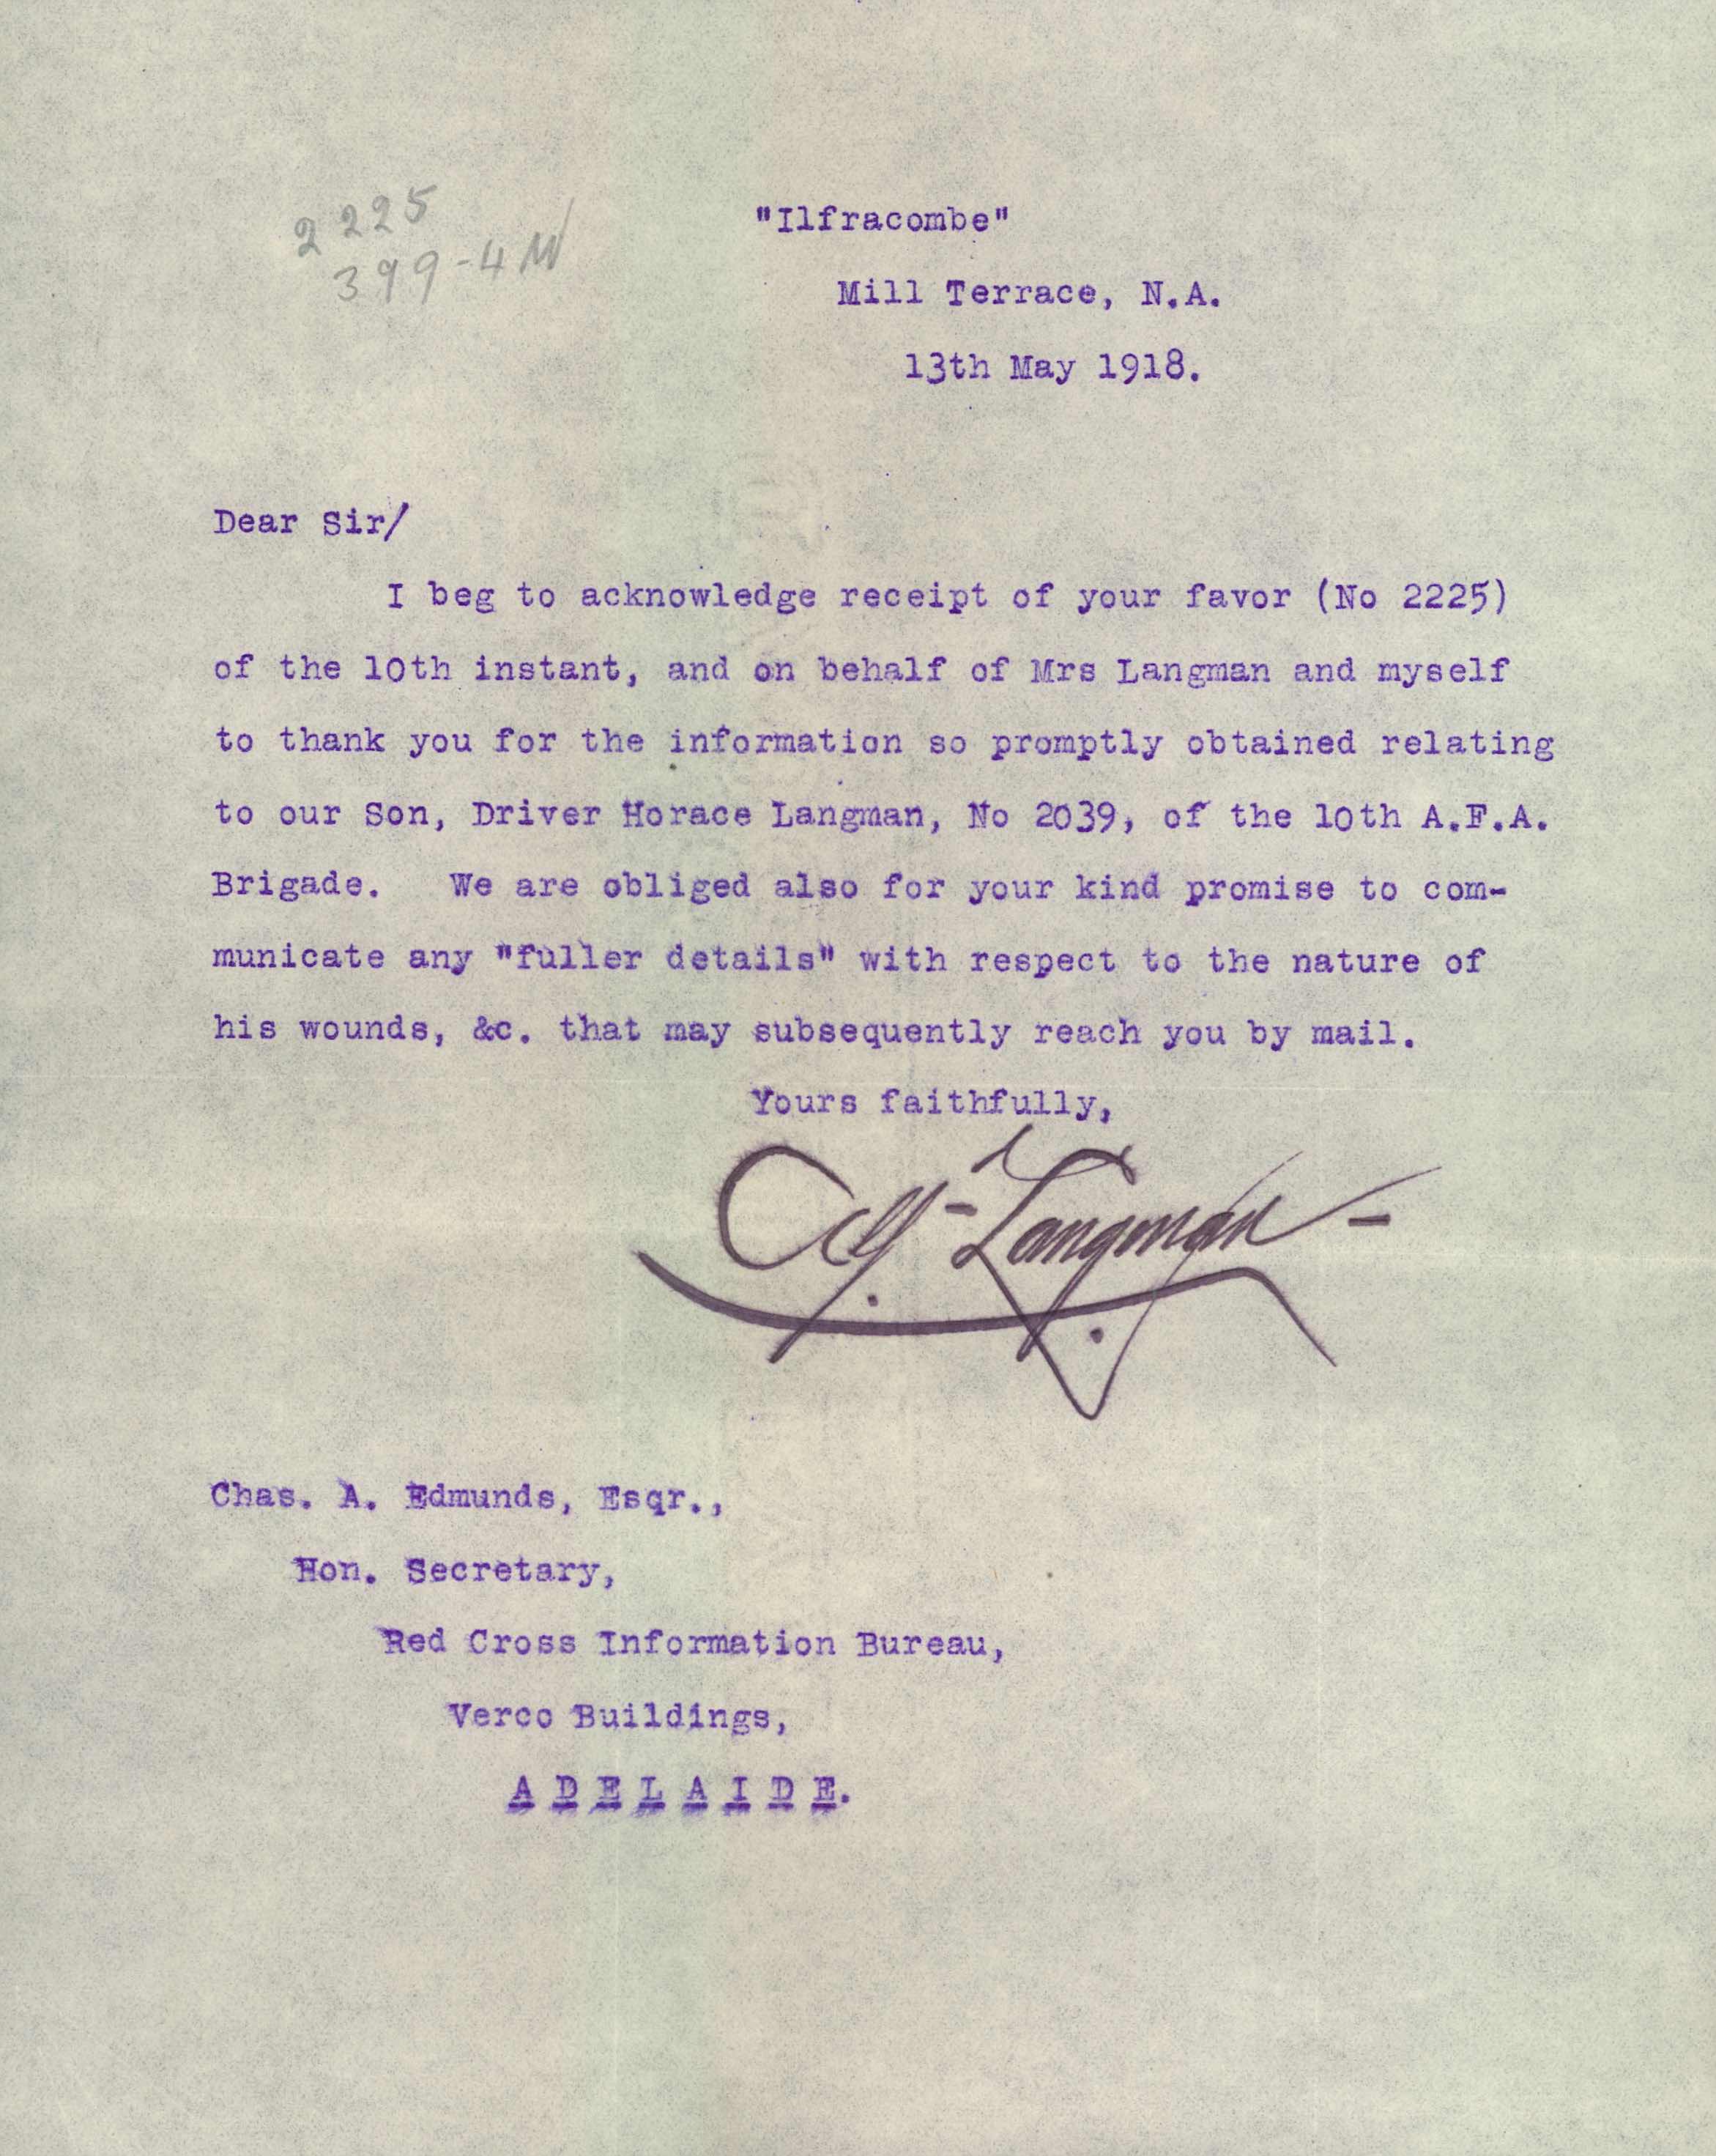 2225
399-4W
"Ilfracombe"
Mill Terrace, N.A.
13th May 1918.
Dear Sir/
I beg to acknowledge receipt of your favor (No 2225)
of the 10th instant, and on behalf of Mrs Langman and myself
to thank you for the information so promptly obtained relating
to our Son, Driver Horace Langman, No 2039, of the 10th A.F.A.
Brigade. We are obliged also for your kind promise to com-
municate any "fuller details" with respect to the nature of
his wounds, &c. that may subsequently reach you by mail.
Yours faithfully,
Alf Langman
Chas. A. Edmunds, Esqr.,
Hon. Secretary,
Red Cross Information Bureau,
Verco Buildings,
ADELAIDE.